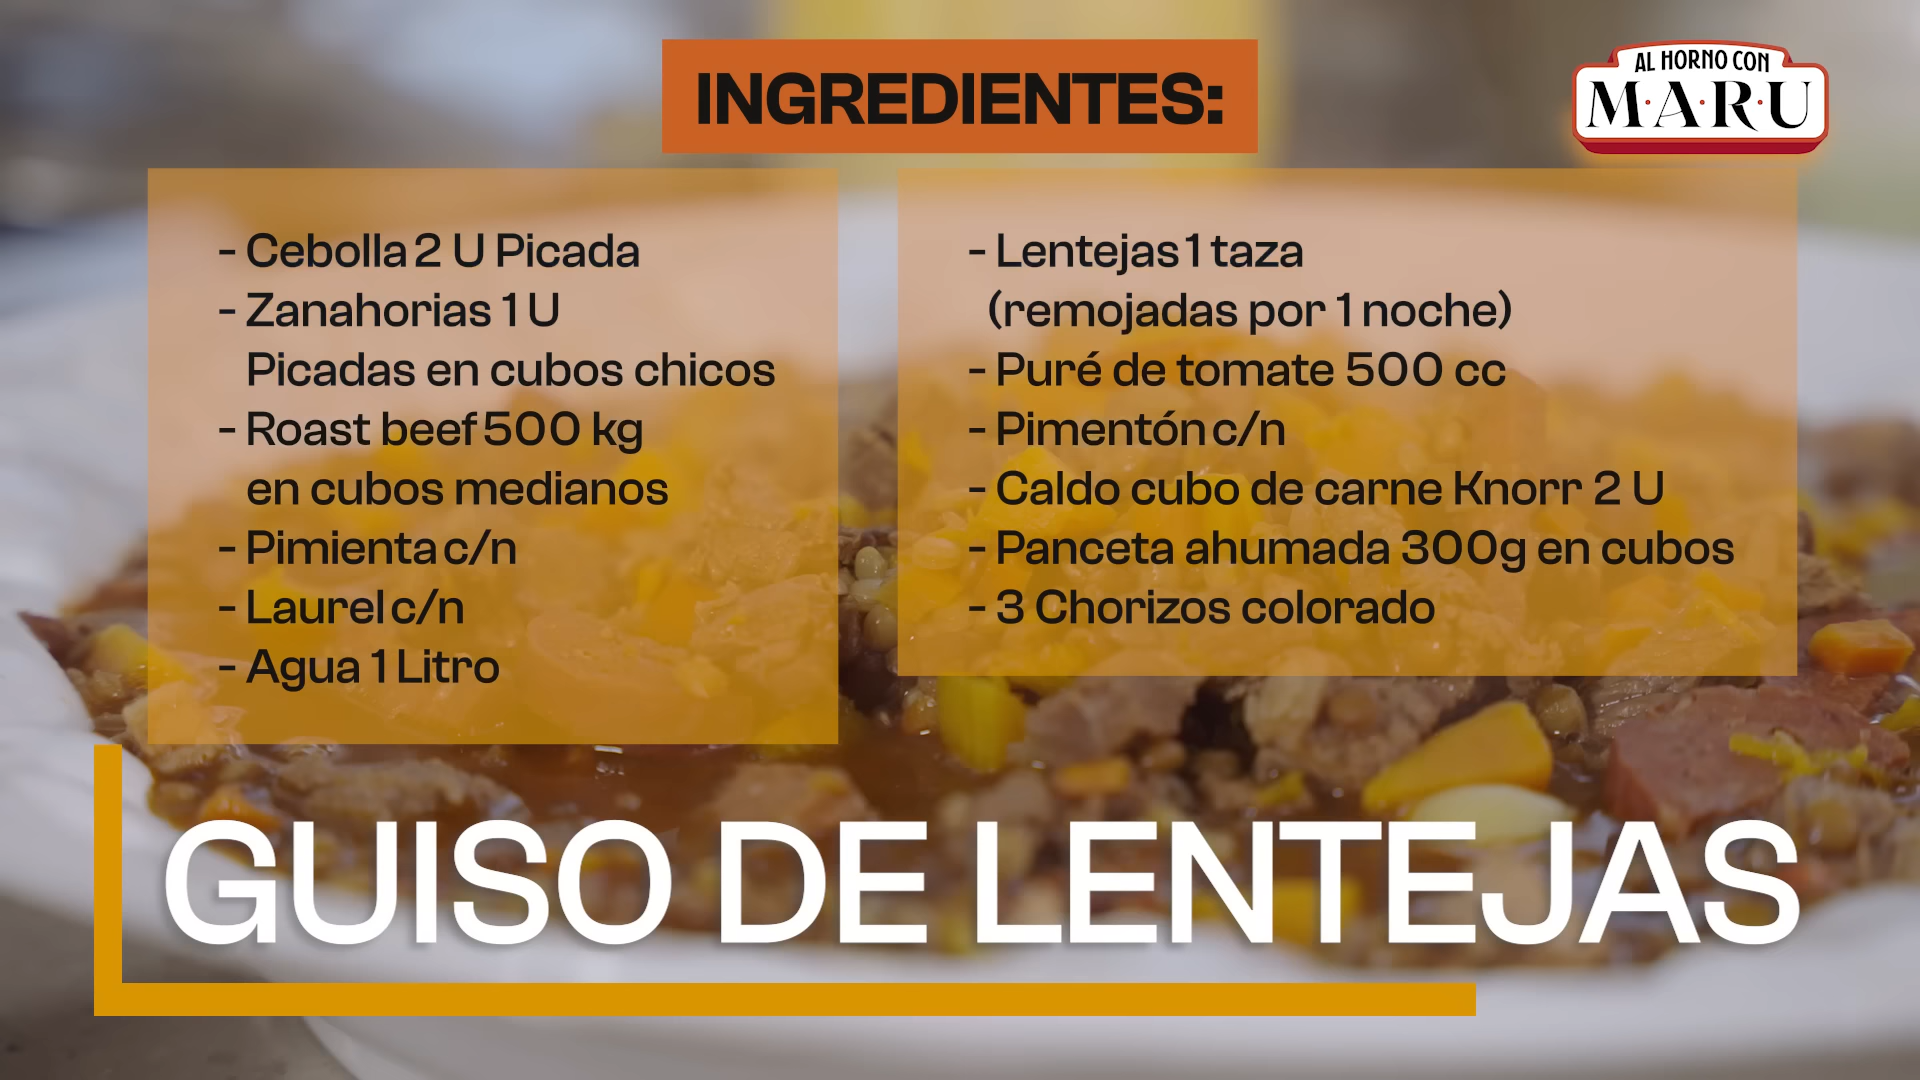 INGREDIENTES:
AL HORNO CON
M·A·R·U
- Cebolla 2 U Picada
- Zanahorias 1 U
Picadas en cubos chicos
- Roast beef 500 kg
en cubos medianos
- Pimienta c/n
- Laurel c/n
- Agua 1 Litro
- Lentejas 1 taza
(remojadas por 1 noche)
- Puré de tomate 500 cc
- Pimentón c/n
- Caldo cubo de carne Knorr 2 U
- Panceta ahumada 300g en cubos
- 3 Chorizos colorado
GUISO DE LENTEJAS